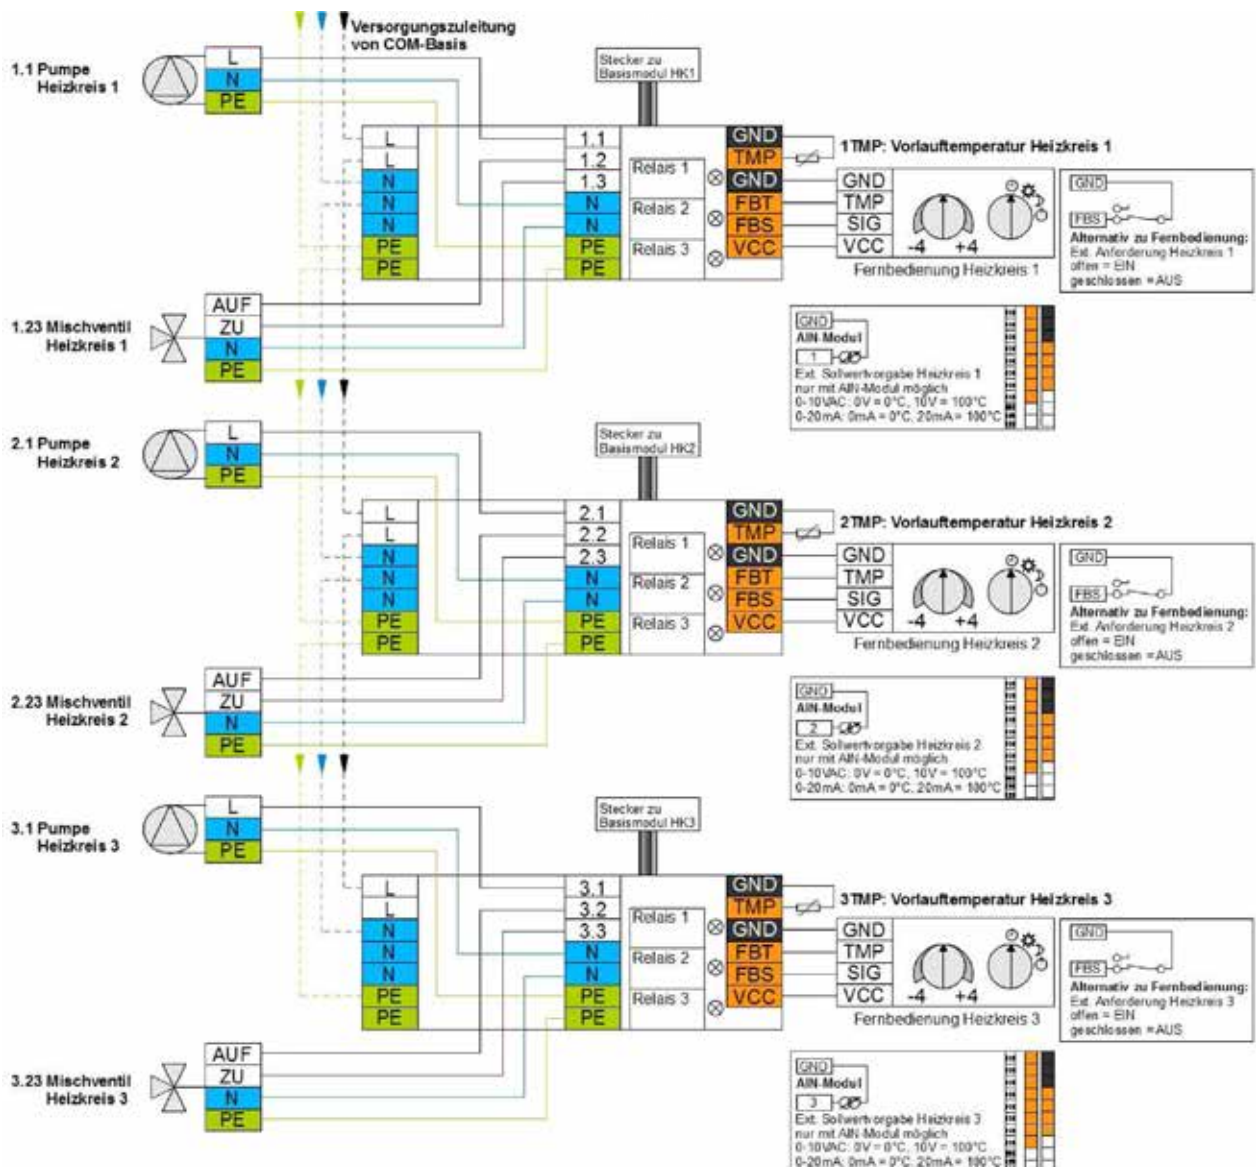 Versorgungszuleitung
von COM-Basis
1.1 Pumpe
Heizkreis 1
L
N
PE
Stecker zu
Basismodul HK1
L
L
N
N
N
PE
PE
1.1
1.2
1.3
N
N
PE
PE
Relais 1
Relais 2
Relais 3
GND
TMP
GND
FBT
FBS
VCC
1TMP: Vorlauftemperatur Heizkreis 1
GND
TMP
SIG
VCC
-4 +4
Fernbedienung Heizkreis 1
GND
FBS
Alternativ zu Fernbedienung:
Ext. Anforderung Heizkreis 1
offen = EIN
geschlossen = AUS
1.23 Mischventil
Heizkreis 1
AUF
ZU
N
PE
GND
AIN-Modul
1
Ext. Sollwertvorgabe Heizkreis 1
nur mit AIN-Modul möglich
0-10VAC: 0V = 0°C, 10V = 100°C
0-20mA: 0mA = 0°C, 20mA = 100°C
2.1 Pumpe
Heizkreis 2
L
N
PE
Stecker zu
Basismodul HK2
L
L
N
N
N
PE
PE
2.1
2.2
2.3
N
N
PE
PE
Relais 1
Relais 2
Relais 3
GND
TMP
GND
FBT
FBS
VCC
2TMP: Vorlauftemperatur Heizkreis 2
GND
TMP
SIG
VCC
-4 +4
Fernbedienung Heizkreis 2
GND
FBS
Alternativ zu Fernbedienung:
Ext. Anforderung Heizkreis 2
offen = EIN
geschlossen = AUS
2.23 Mischventil
Heizkreis 2
AUF
ZU
N
PE
GND
AIN-Modul
2
Ext. Sollwertvorgabe Heizkreis 2
nur mit AIN-Modul möglich
0-10VAC: 0V = 0°C, 10V = 100°C
0-20mA: 0mA = 0°C, 20mA = 100°C
3.1 Pumpe
Heizkreis 3
L
N
PE
Stecker zu
Basismodul HK3
L
L
N
N
N
PE
PE
3.1
3.2
3.3
N
N
PE
PE
Relais 1
Relais 2
Relais 3
GND
TMP
GND
FBT
FBS
VCC
3TMP: Vorlauftemperatur Heizkreis 3
GND
TMP
SIG
VCC
-4 +4
Fernbedienung Heizkreis 3
GND
FBS
Alternativ zu Fernbedienung:
Ext. Anforderung Heizkreis 3
offen = EIN
geschlossen = AUS
3.23 Mischventil
Heizkreis 3
AUF
ZU
N
PE
GND
AIN-Modul
3
Ext. Sollwertvorgabe Heizkreis 3
nur mit AIN-Modul möglich
0-10VAC: 0V = 0°C, 10V = 100°C
0-20mA: 0mA = 0°C, 20mA = 100°C